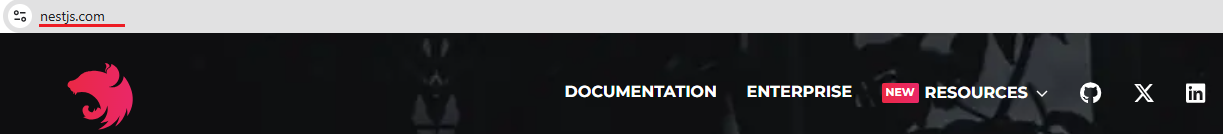 nestjs.com
DOCUMENTATION ENTERPRISE NEW RESOURCES